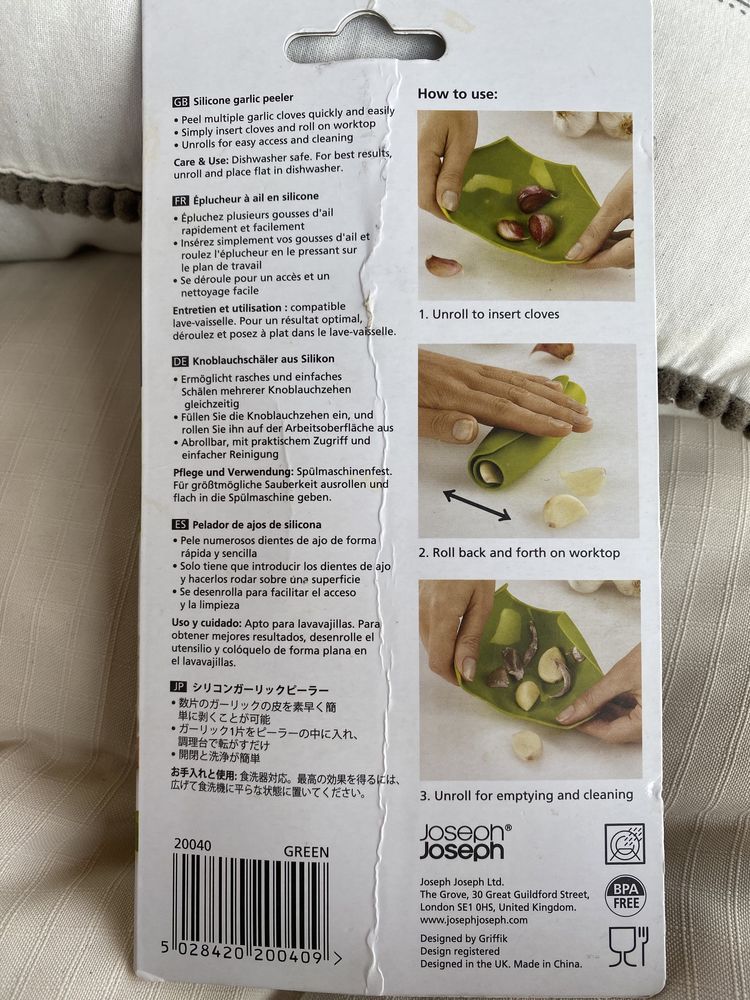 GB Silicone garlic peeler
• Peel multiple garlic cloves quickly and easily
• Simply insert cloves and roll on worktop
• Unrolls for easy access and cleaning
Care & Use: Dishwasher safe. For best results,
unroll and place flat in dishwasher.
FR Éplucheur à ail en silicone
• Épluchez plusieurs gousses d'ail
rapidement et facilement
• Insérez simplement vos gousses d'ail et
roulez l'éplucheur en le pressant sur
le plan de travail
• Se déroule pour un accès et un
nettoyage facile
Entretien et utilisation : compatible
lave-vaisselle. Pour un résultat optimal,
déroulez et posez à plat dans le lave-vaisselle.
DE Knoblauchschäler aus Silikon
• Ermöglicht rasches und einfaches
Schälen mehrerer Knoblauchzehen
gleichzeitig
• Füllen Sie die Knoblauchzehen ein, und
rollen Sie ihn auf der Arbeitsoberfläche aus
• Abrollbar, mit praktischem Zugriff und
einfacher Reinigung
Pflege und Verwendung: Spülmaschinenfest.
Für größtmögliche Sauberkeit ausrollen und
flach in die Spülmaschine geben.
ES Pelador de ajos de silicona
• Pele numerosos dientes de ajo de forma
rápida y sencilla
• Solo tiene que introducir los dientes de ajo
y hacerlos rodar sobre una superficie
• Se desenrolla para facilitar el acceso
y la limpieza
Uso y cuidado: Apto para lavavajillas. Para
obtener mejores resultados, desenrolle el
utensilio y colóquelo de forma plana en
el lavavajillas.
JP シリコンガーリックピーラー
• 数片のガーリックの皮を素早く簡
単に剥くことが可能
• ガーリック1片をピーラーの中に入れ、
調理台で転がすだけ
• 開閉と洗浄が簡単
お手入れと使用: 食洗器対応。最高の効果を得るには、
広げて食洗機に平らな状態に置いてください。
20040 GREEN
5 028420 200409 >
How to use:
1. Unroll to insert cloves
2. Roll back and forth on worktop
3. Unroll for emptying and cleaning
Joseph®
Joseph
Joseph Joseph Ltd.
The Grove, 30 Great Guildford Street,
London SE1 0HS, United Kingdom.
www.josephjoseph.com
Designed by Griffik
Design registered
Designed in the UK. Made in China.
BPA
FREE